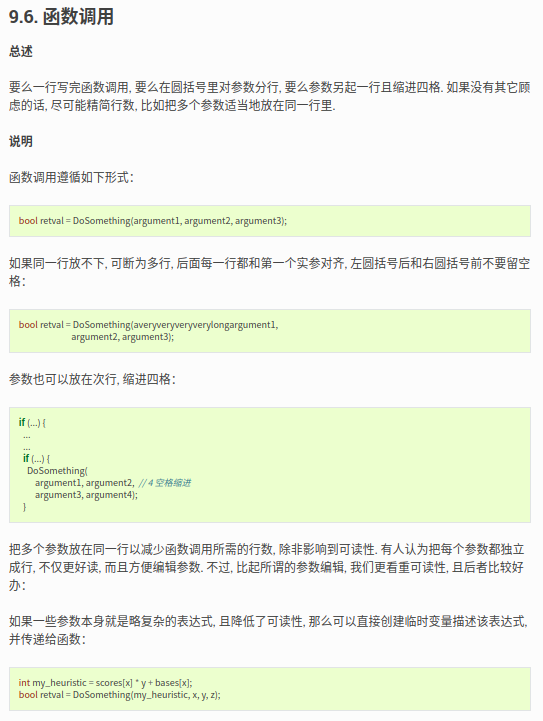 9.6. 函数调用
总述
要么一行写完函数调用, 要么在圆括号里对参数分行, 要么参数另起一行且缩进四格. 如果没有其它顾
虑的话, 尽可能精简行数, 比如把多个参数适当地放在同一行里.
说明
函数调用遵循如下形式：
bool retval = DoSomething(argument1, argument2, argument3);
如果同一行放不下, 可断为多行, 后面每一行都和第一个实参对齐, 左圆括号后和右圆括号前不要留空
格：
bool retval = DoSomething(averyveryveryverylongargument1,
argument2, argument3);
参数也可以放在次行, 缩进四格：
if (...) {
...
...
if (...) {
DoSomething(
argument1, argument2,  // 4 空格缩进
argument3, argument4);
}
把多个参数放在同一行以减少函数调用所需的行数, 除非影响到可读性. 有人认为把每个参数都独立
成行, 不仅更好读, 而且方便编辑参数. 不过, 比起所谓的参数编辑, 我们更看重可读性, 且后者比较好
办：
如果一些参数本身就是略复杂的表达式, 且降低了可读性, 那么可以直接创建临时变量描述该表达式,
并传递给函数：
int my_heuristic = scores[x] * y + bases[x];
bool retval = DoSomething(my_heuristic, x, y, z);